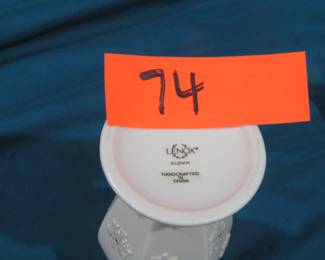 74
LENOX®
HANDCRAFTED
IN
CHINA